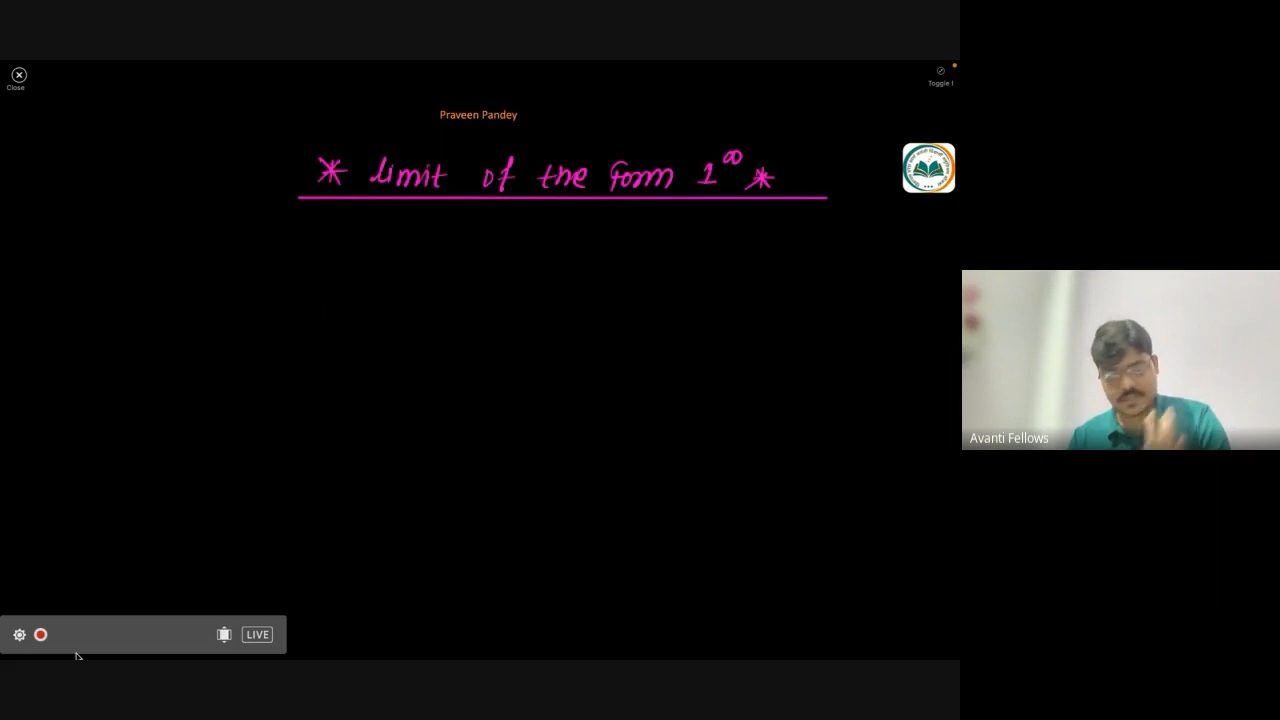 Close
Toggle !
Praveen Pandey
* limit of the form 1^∞ *
Avanti Fellows
LIVE